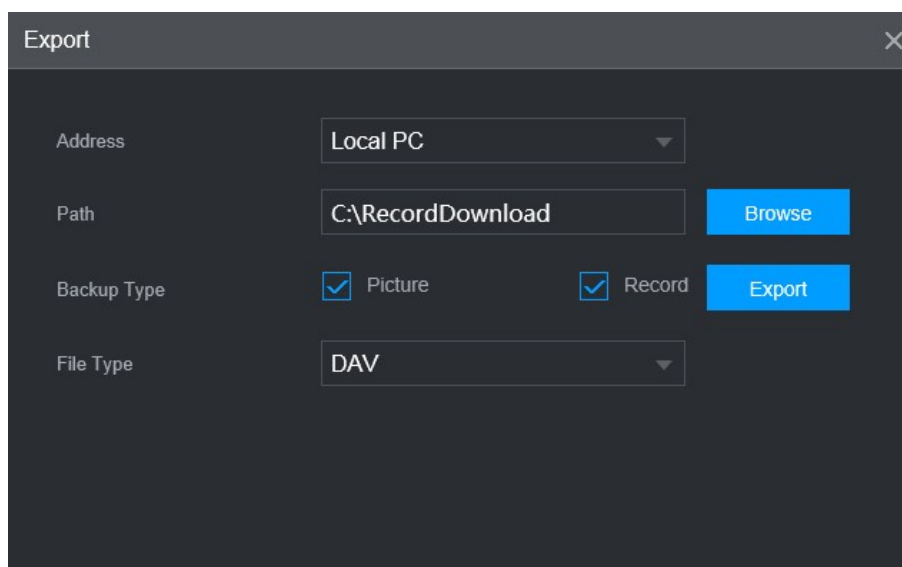 Export
Address Local PC
Path C:\RecordDownload Browse
Backup Type Picture Record Export
File Type DAV